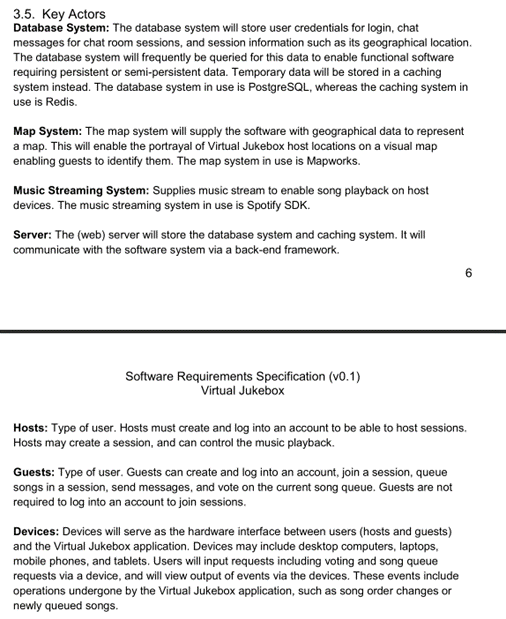 3.5. Key Actors
Database System: The database system will store user credentials for login, chat
messages for chat room sessions, and session information such as its geographical location.
The database system will frequently be queried for this data to enable functional software
requiring persistent or semi-persistent data. Temporary data will be stored in a caching
system instead. The database system in use is PostgreSQL, whereas the caching system in
use is Redis.
Map System: The map system will supply the software with geographical data to represent
a map. This will enable the portrayal of Virtual Jukebox host locations on a visual map
enabling guests to identify them. The map system in use is Mapworks.
Music Streaming System: Supplies music stream to enable song playback on host
devices. The music streaming system in use is Spotify SDK.
Server: The (web) server will store the database system and caching system. It will
communicate with the software system via a back-end framework.
6
Software Requirements Specification (v0.1)
Virtual Jukebox
Hosts: Type of user. Hosts must create and log into an account to be able to host sessions.
Hosts may create a session, and can control the music playback.
Guests: Type of user. Guests can create and log into an account, join a session, queue
songs in a session, send messages, and vote on the current song queue. Guests are not
required to log into an account to join sessions.
Devices: Devices will serve as the hardware interface between users (hosts and guests)
and the Virtual Jukebox application. Devices may include desktop computers, laptops,
mobile phones, and tablets. Users will input requests including voting and song queue
requests via a device, and will view output of events via the devices. These events include
operations undergone by the Virtual Jukebox application, such as song order changes or
newly queued songs.